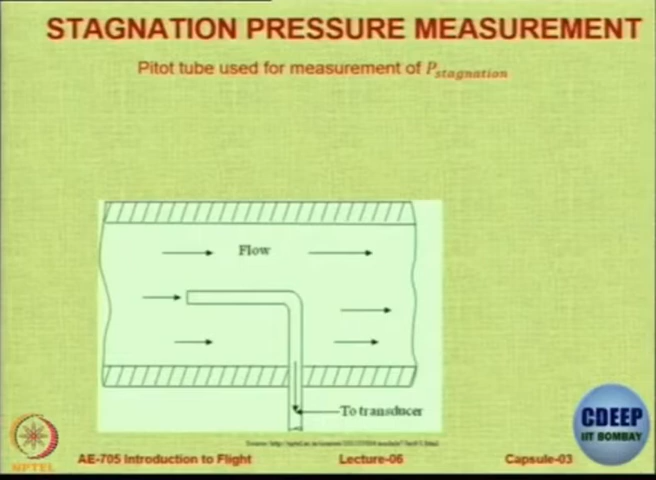 STAGNATION PRESSURE MEASUREMENT
Pitot tube used for measurement of P_stagnation
Flow
To transducer
CDEEP
IIT BOMBAY
NPTEL
AE-705 Introduction to Flight
Lecture-06
Capsule-03